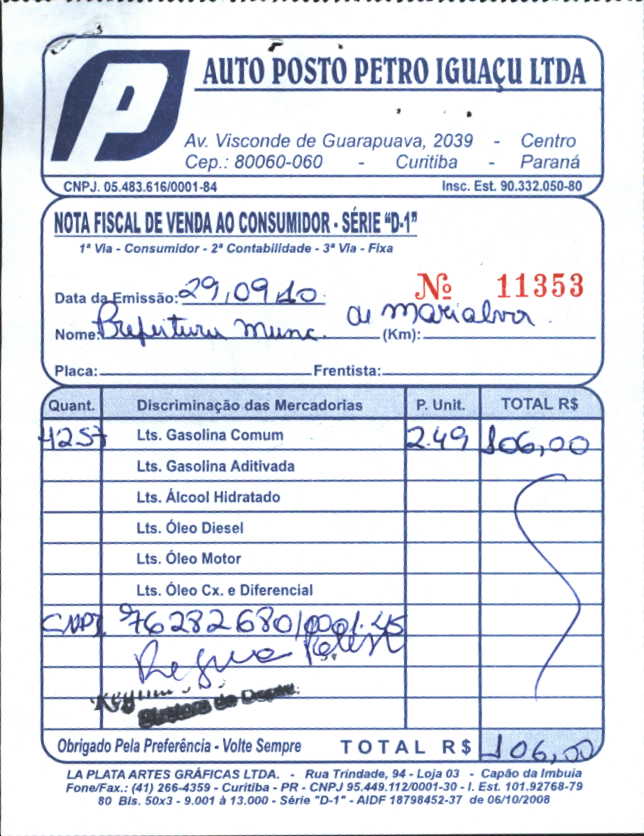 P
AUTO POSTO PETRO IGUAÇU LTDA
Av. Visconde de Guarapuava, 2039 - Centro
Cep.: 80060-060 - Curitiba - Paraná
CNPJ. 05.483.616/0001-84 Insc. Est. 90.332.050-80
NOTA FISCAL DE VENDA AO CONSUMIDOR - SÉRIE "D-1"
1ª Via - Consumidor - 2ª Contabilidade - 3ª Via - Fixa
Data da Emissão: 29,09,10 Nº 11353
Nome: Prefeitura Munc. de Marialva (Km):
Placa: Frentista:
Quant. Discriminação das Mercadorias P. Unit. TOTAL R$
4257 Lts. Gasolina Comum 2.49 106,00
Lts. Gasolina Aditivada
Lts. Álcool Hidratado
Lts. Óleo Diesel
Lts. Óleo Motor
Lts. Óleo Cx. e Diferencial
CNPJ. 76282680/0001-45
Diretora de Depto.
Obrigado Pela Preferência - Volte Sempre TOTAL R$ 106,00
LA PLATA ARTES GRÁFICAS LTDA. - Rua Trindade, 94 - Loja 03 - Capão da Imbuia
Fone/Fax.: (41) 266-4359 - Curitiba - PR - CNPJ 95.449.112/0001-30 - I. Est. 101.92768-79
80 Bls. 50x3 - 9.001 à 13.000 - Série "D-1" - AIDF 18798452-37 de 06/10/2008